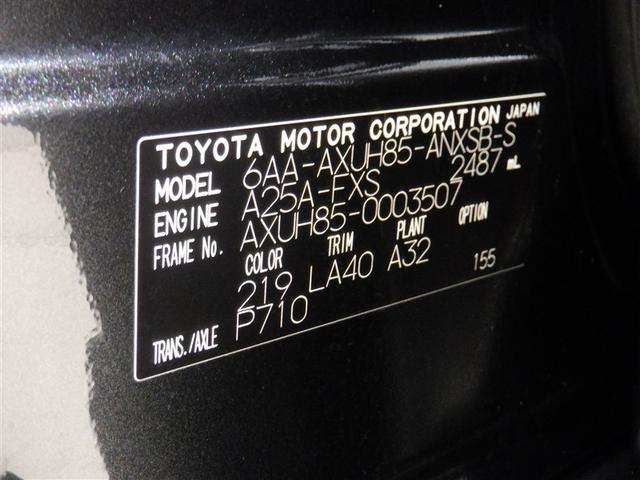 TOYOTA MOTOR CORPORATION JAPAN
MODEL 6AA-AXUH85-ANXSB-S
ENGINE A25A-FXS 2487 mL
FRAME No. AXUH85-0003507
COLOR TRIM PLANT OPTION
219 LA40 A32 155
TRANS./AXLE P710